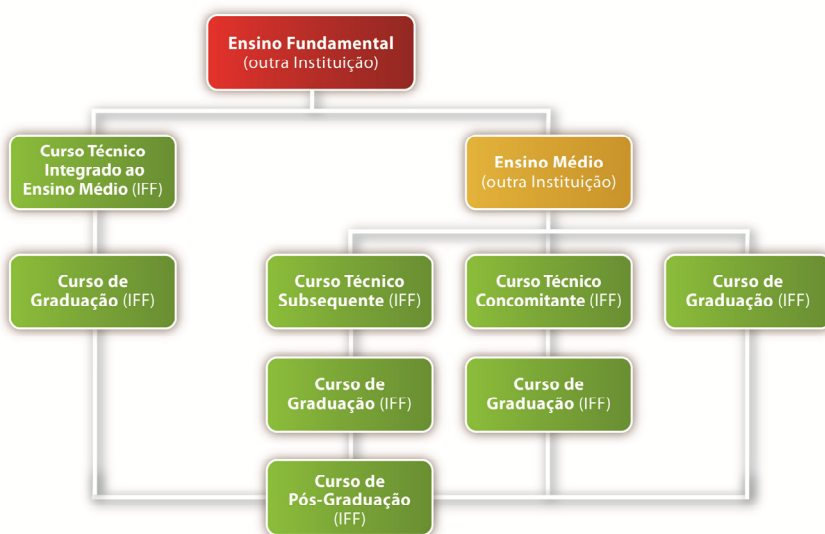 Ensino Fundamental
(outra Instituição)
Curso Técnico
Integrado ao
Ensino Médio (IFF)
Ensino Médio
(outra Instituição)
Curso de
Graduação (IFF)
Curso Técnico
Subsequente (IFF)
Curso Técnico
Concomitante (IFF)
Curso de
Graduação (IFF)
Curso de
Graduação (IFF)
Curso de
Graduação (IFF)
Curso de
Pós-Graduação
(IFF)